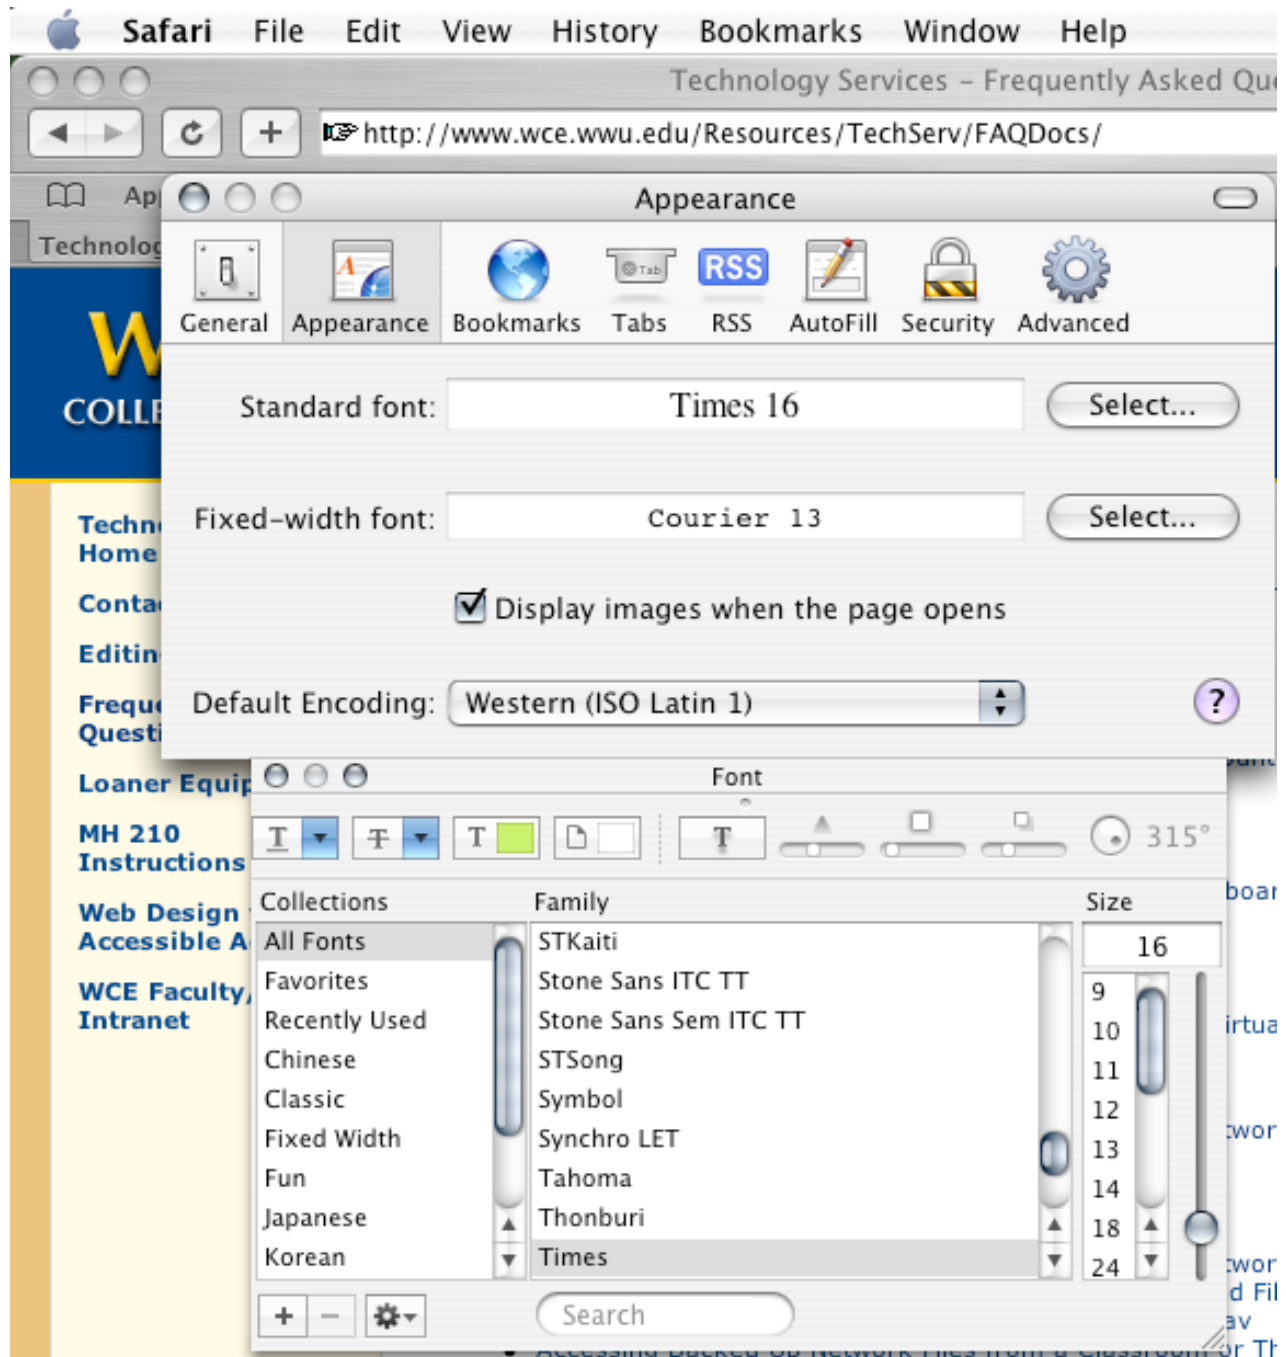 Safari File Edit View History Bookmarks Window Help
Technology Services – Frequently Asked
http://www.wce.wwu.edu/Resources/TechServ/FAQDocs/
Appearance
General Appearance Bookmarks Tabs RSS AutoFill Security Advanced
Tab
RSS
Standard font: Times 16 Select...
Fixed-width font: Courier 13 Select...
Display images when the page opens
Default Encoding: Western (ISO Latin 1) ?
Home
Loaner
MH 210
Instructions
Web Design
Accessible
WCE Faculty/
Intranet
Font
T T T T 315°
Collections Family Size
16
All Fonts
Favorites
Recently Used
Chinese
Classic
Fixed Width
Fun
Japanese
Korean
STKaiti
Stone Sans ITC TT
Stone Sans Sem ITC TT
STSong
Symbol
Synchro LET
Tahoma
Thonburi
Times
9
10
11
12
13
14
18
24
Search